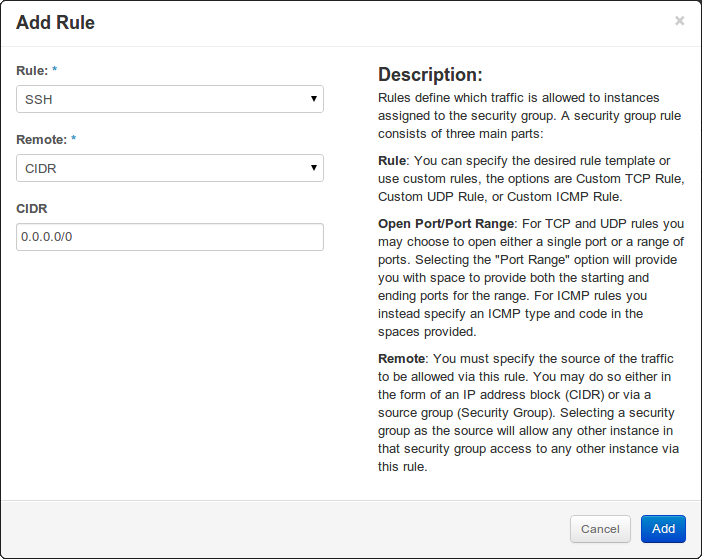 Add Rule
×
Rule: *
SSH
Remote: *
CIDR
CIDR
0.0.0.0/0
Description:
Rules define which traffic is allowed to instances
assigned to the security group. A security group rule
consists of three main parts:
Rule: You can specify the desired rule template or
use custom rules, the options are Custom TCP Rule,
Custom UDP Rule, or Custom ICMP Rule.
Open Port/Port Range: For TCP and UDP rules you
may choose to open either a single port or a range of
ports. Selecting the "Port Range" option will provide
you with space to provide both the starting and
ending ports for the range. For ICMP rules you
instead specify an ICMP type and code in the
spaces provided.
Remote: You must specify the source of the traffic
to be allowed via this rule. You may do so either in
the form of an IP address block (CIDR) or via a
source group (Security Group). Selecting a security
group as the source will allow any other instance in
that security group access to any other instance via
this rule.
Cancel
Add